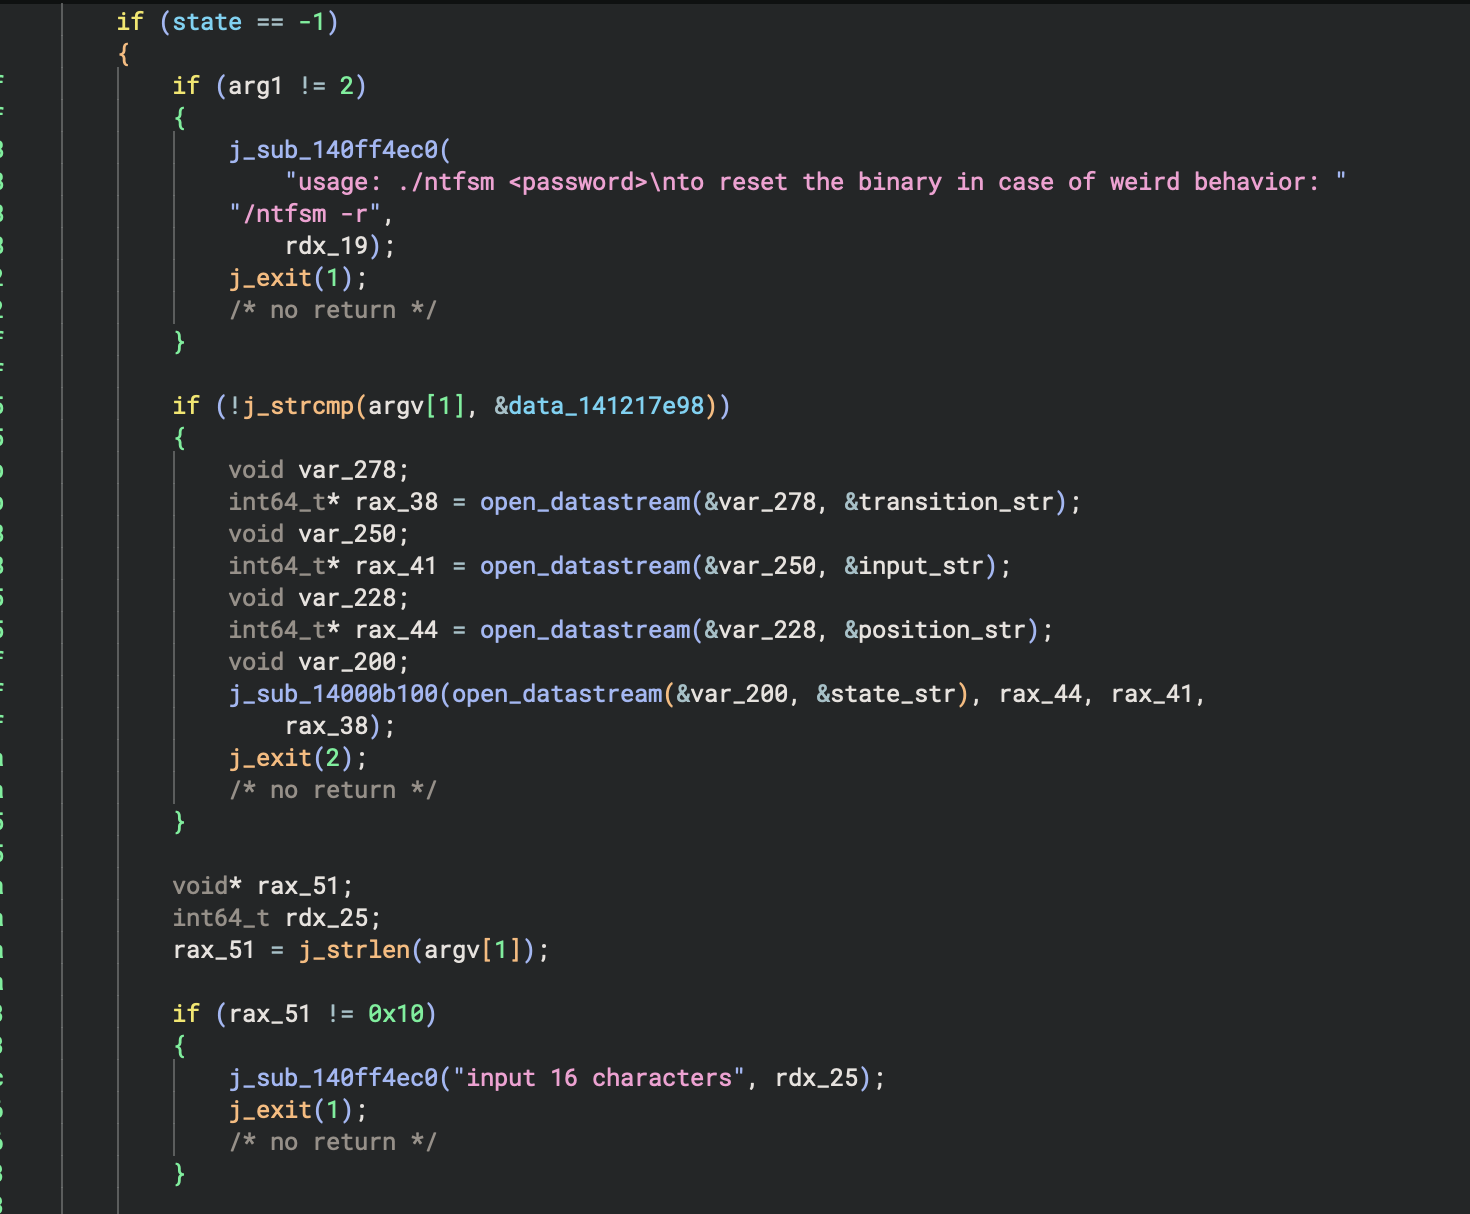 if (state == -1)
{
if (arg1 != 2)
{
j_sub_140ff4ec0(
"usage: ./ntfsm <password>\nto reset the binary in case of weird behavior: "
"/ntfsm -r",
rdx_19);
j_exit(1);
/* no return */
}
if (!j_strcmp(argv[1], &data_141217e98))
{
void var_278;
int64_t* rax_38 = open_datastream(&var_278, &transition_str);
void var_250;
int64_t* rax_41 = open_datastream(&var_250, &input_str);
void var_228;
int64_t* rax_44 = open_datastream(&var_228, &position_str);
void var_200;
j_sub_14000b100(open_datastream(&var_200, &state_str), rax_44, rax_41,
rax_38);
j_exit(2);
/* no return */
}
void* rax_51;
int64_t rdx_25;
rax_51 = j_strlen(argv[1]);
if (rax_51 != 0x10)
{
j_sub_140ff4ec0("input 16 characters", rdx_25);
j_exit(1);
/* no return */
}